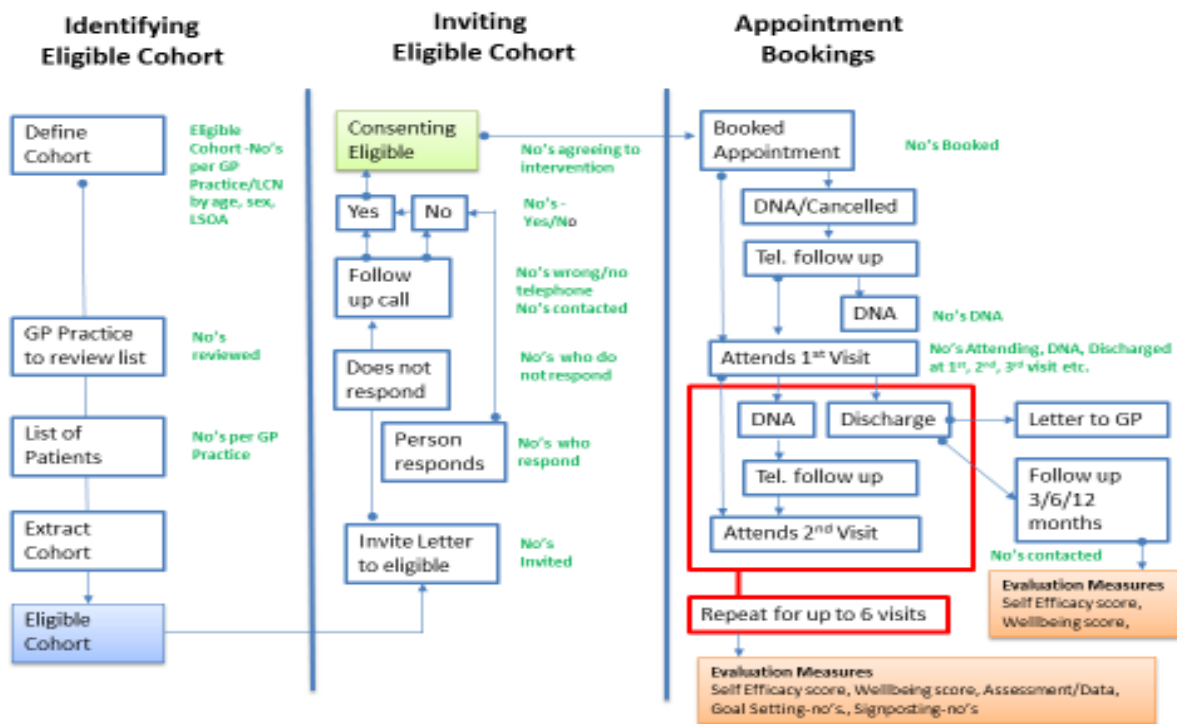 Identifying
Eligible Cohort
Inviting
Eligible Cohort
Appointment
Bookings
Define
Cohort
Eligible
Cohort -No's
per GP
Practice/LCN
by age, sex,
LSOA
GP Practice
to review list
No's
reviewed
List of
Patients
No's per GP
Practice
Extract
Cohort
Eligible
Cohort
Consenting
Eligible
No's agreeing to
intervention
Yes
No
No's -
Yes/No
Follow
up call
No's wrong/no
telephone
No's contacted
Does not
respond
No's who do
not respond
Person
responds
No's who
respond
Invite Letter
to eligible
No's
Invited
Booked
Appointment
No's Booked
DNA/Cancelled
Tel. follow up
DNA
No's DNA
Attends 1st Visit
No's Attending, DNA, Discharged
at 1st, 2nd, 3rd visit etc.
DNA
Discharge
Letter to GP
Tel. follow up
Follow up
3/6/12
months
Attends 2nd Visit
No's contacted
Evaluation Measures
Self Efficacy score,
Wellbeing score,
Repeat for up to 6 visits
Evaluation Measures
Self Efficacy score, Wellbeing score, Assessment/Data,
Goal Setting-no's., Signposting-no's